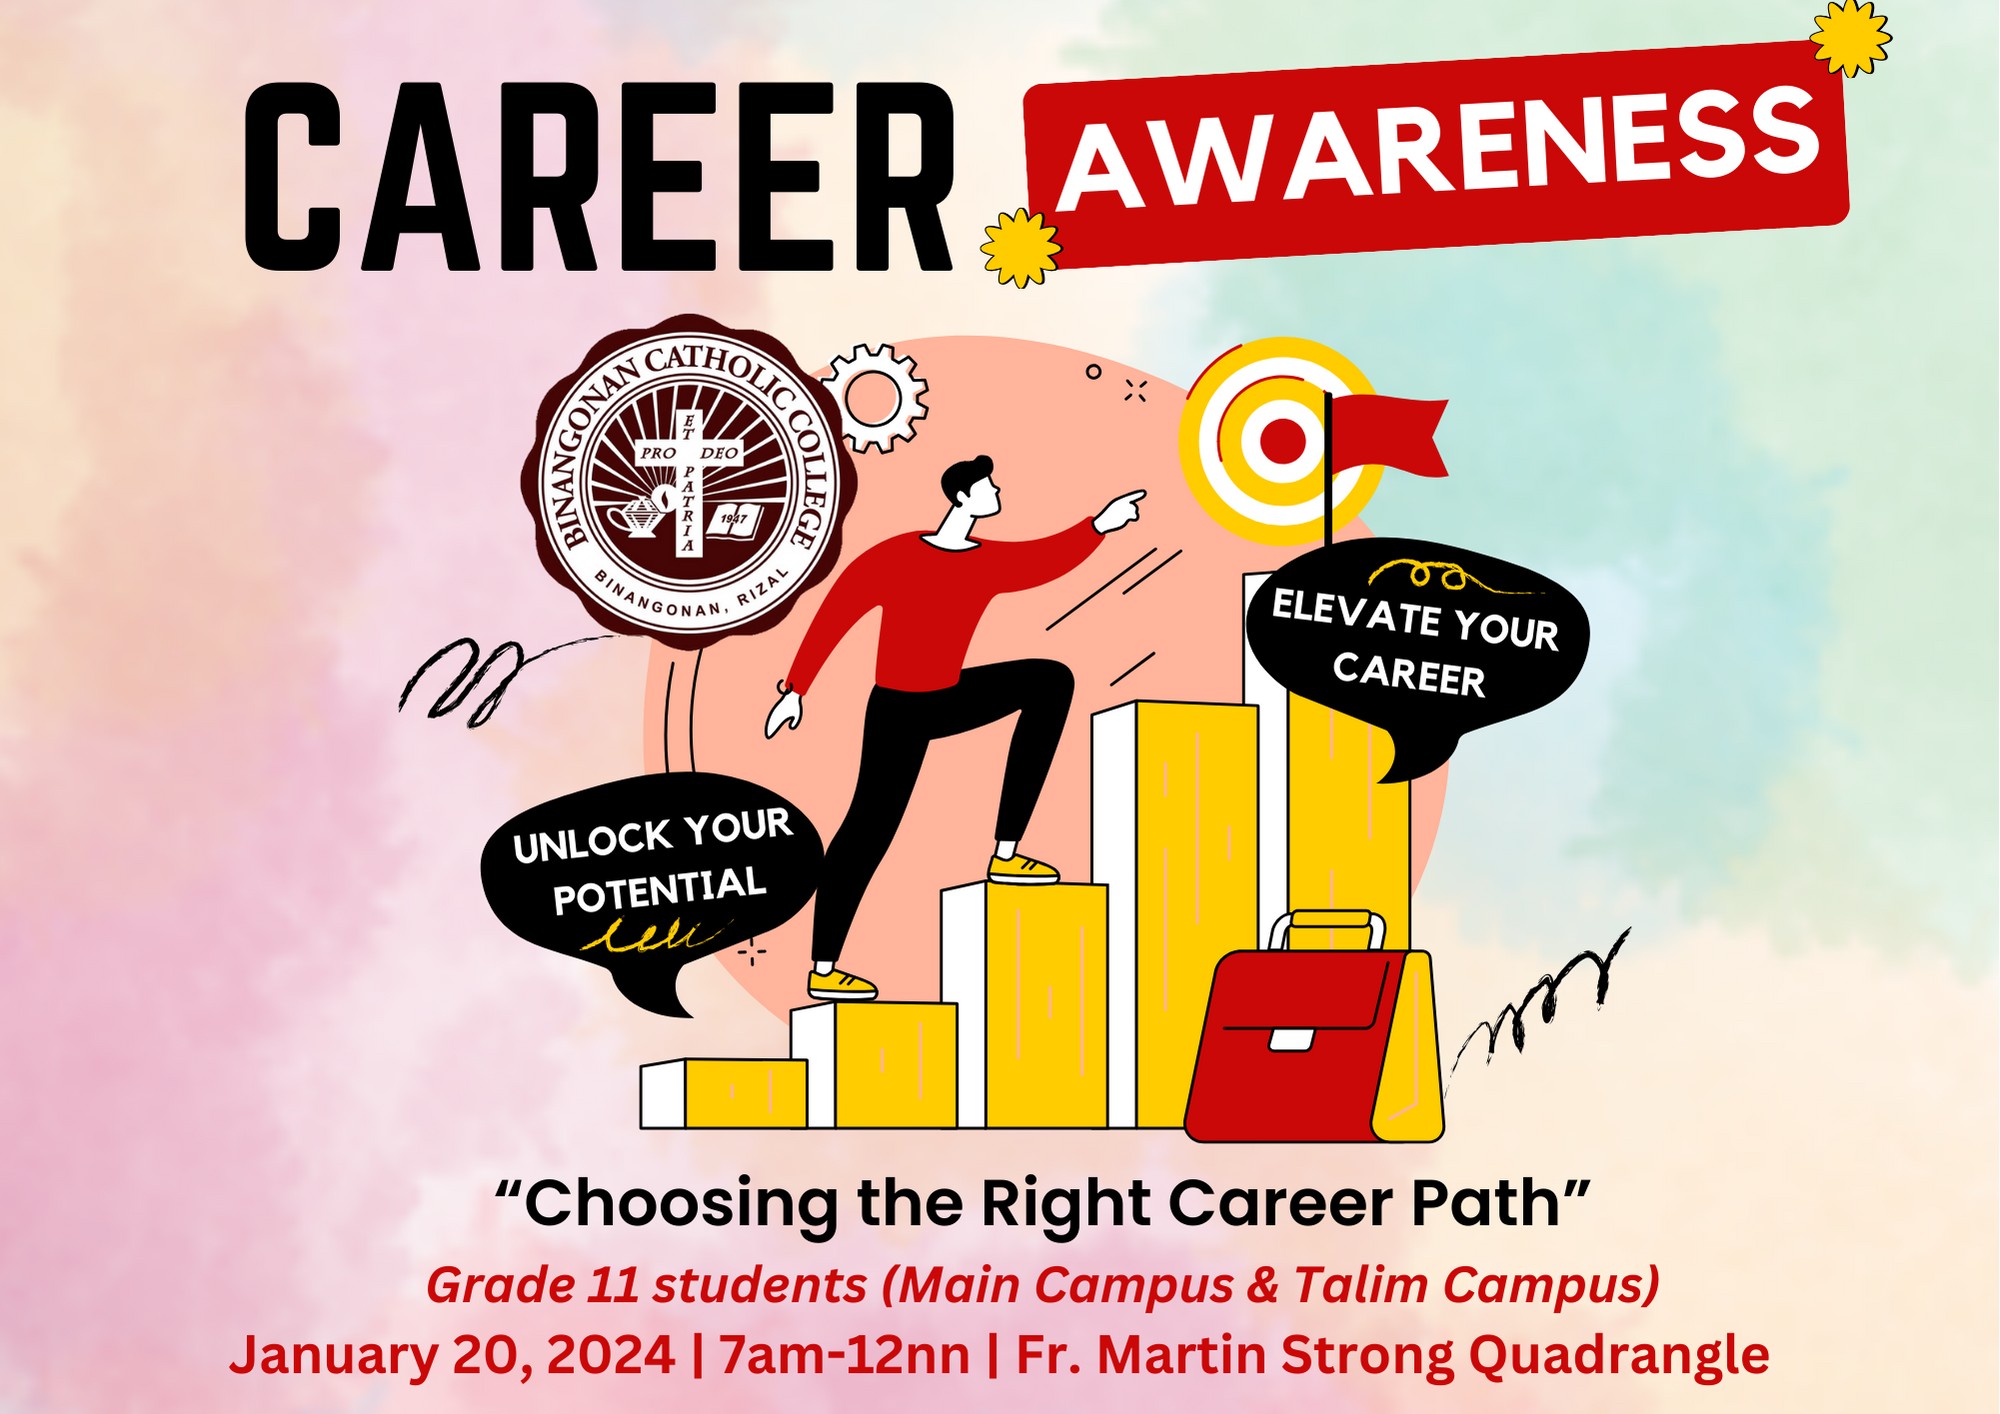 CAREER
AWARENESS
BINANGONAN CATHOLIC COLLEGE
ET PATRIA
PRO DEO
1947
BINANGONAN, RIZAL
ELEVATE YOUR
CAREER
UNLOCK YOUR
POTENTIAL
“Choosing the Right Career Path”
Grade 11 students (Main Campus & Talim Campus)
January 20, 2024 | 7am-12nn | Fr. Martin Strong Quadrangle